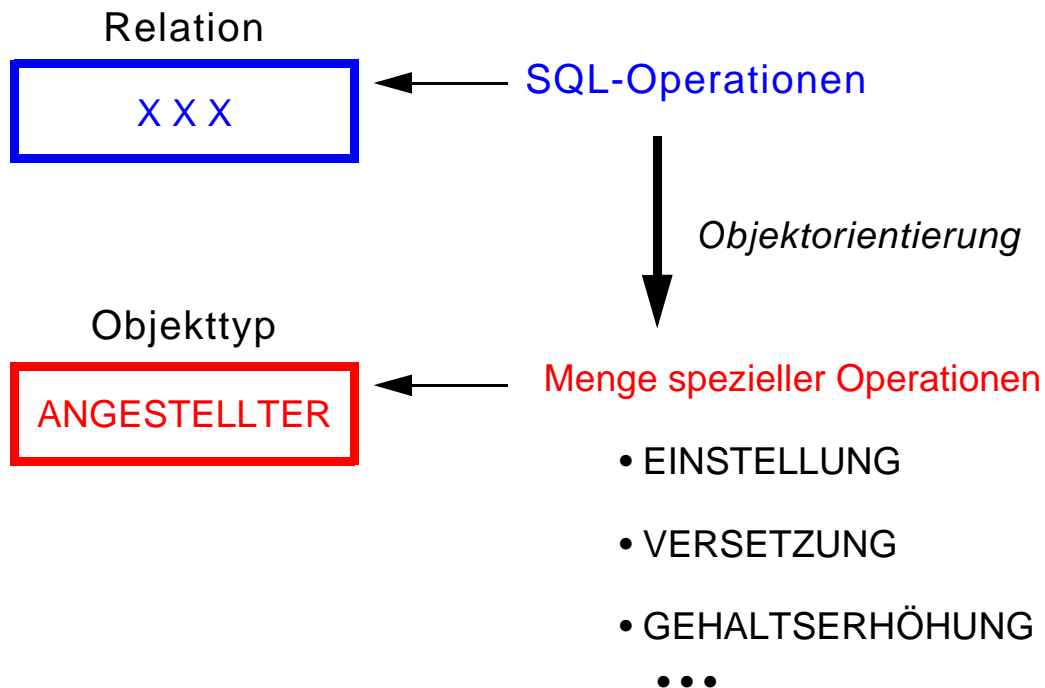 Relation
X X X
SQL-Operationen
Objektorientierung
Objekttyp
ANGESTELLTER
Menge spezieller Operationen
• EINSTELLUNG
• VERSETZUNG
• GEHALTSERHÖHUNG
• • •